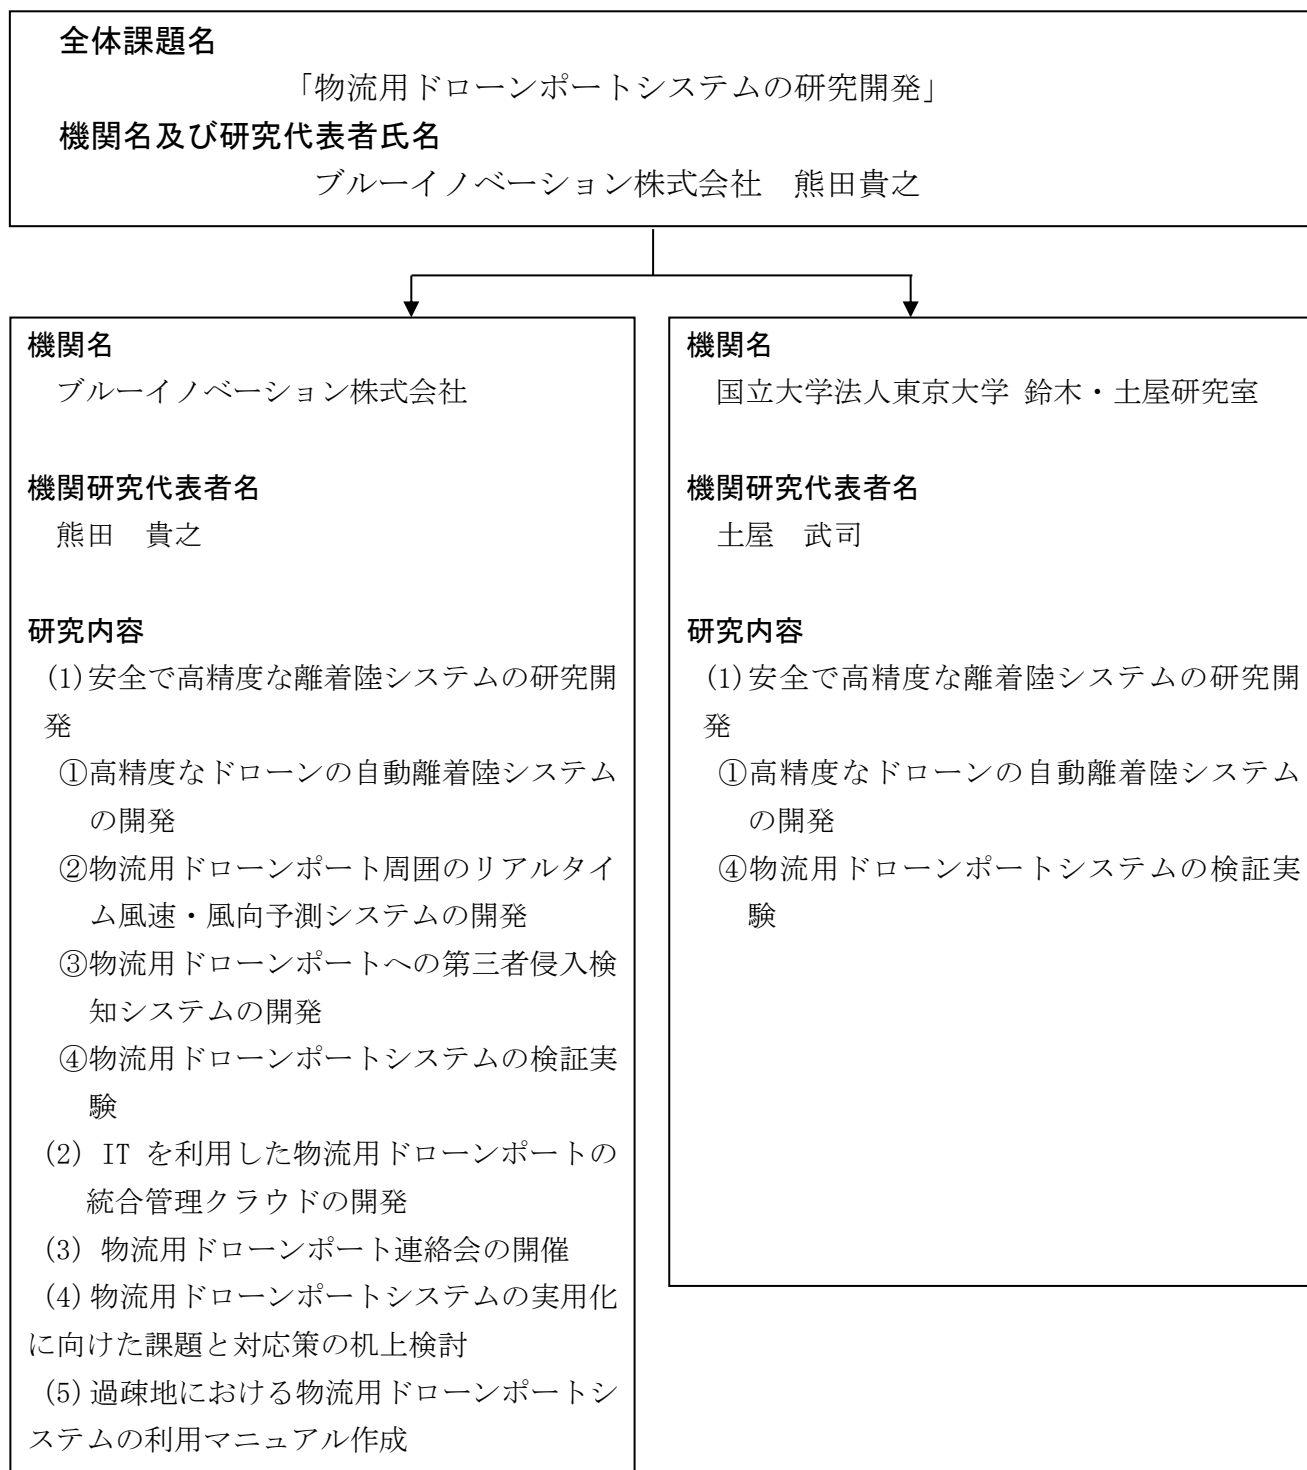 全体課題名
「物流用ドローンポートシステムの研究開発」
機関名及び研究代表者氏名
ブルーイノベーション株式会社　熊田貴之
機関名
ブルーイノベーション株式会社
機関研究代表者名
熊田　貴之
研究内容
(1)安全で高精度な離着陸システムの研究開
発
①高精度なドローンの自動離着陸システム
の開発
②物流用ドローンポート周囲のリアルタイ
ム風速・風向予測システムの開発
③物流用ドローンポートへの第三者侵入検
知システムの開発
④物流用ドローンポートシステムの検証実
験
(2) IT を利用した物流用ドローンポートの
統合管理クラウドの開発
(3) 物流用ドローンポート連絡会の開催
(4)物流用ドローンポートシステムの実用化
に向けた課題と対応策の机上検討
(5)過疎地における物流用ドローンポートシ
ステムの利用マニュアル作成
機関名
国立大学法人東京大学 鈴木・土屋研究室
機関研究代表者名
土屋　武司
研究内容
(1)安全で高精度な離着陸システムの研究開
発
①高精度なドローンの自動離着陸システム
の開発
④物流用ドローンポートシステムの検証実
験